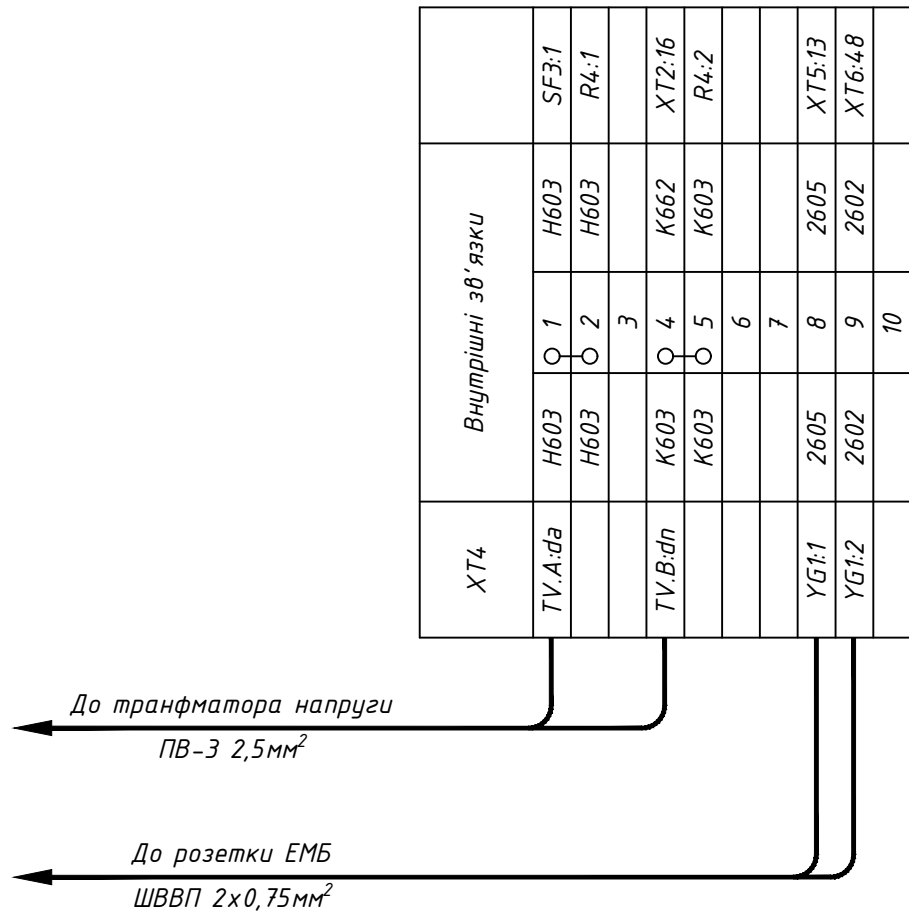 SF3:1
R4:1
XT2:16
R4:2
XT5:13
XT6:48
Внутрішні зв'язки
H603
H603
K662
K603
2605
2602
1
2
3
4
5
6
7
8
9
10
H603
H603
K603
K603
2605
2602
XT4
TV.A:da
TV.B:dn
YG1:1
YG1:2
До транфматора напруги
ПВ-3 2,5мм²
До розетки ЕМБ
ШВВП 2x0,75мм²